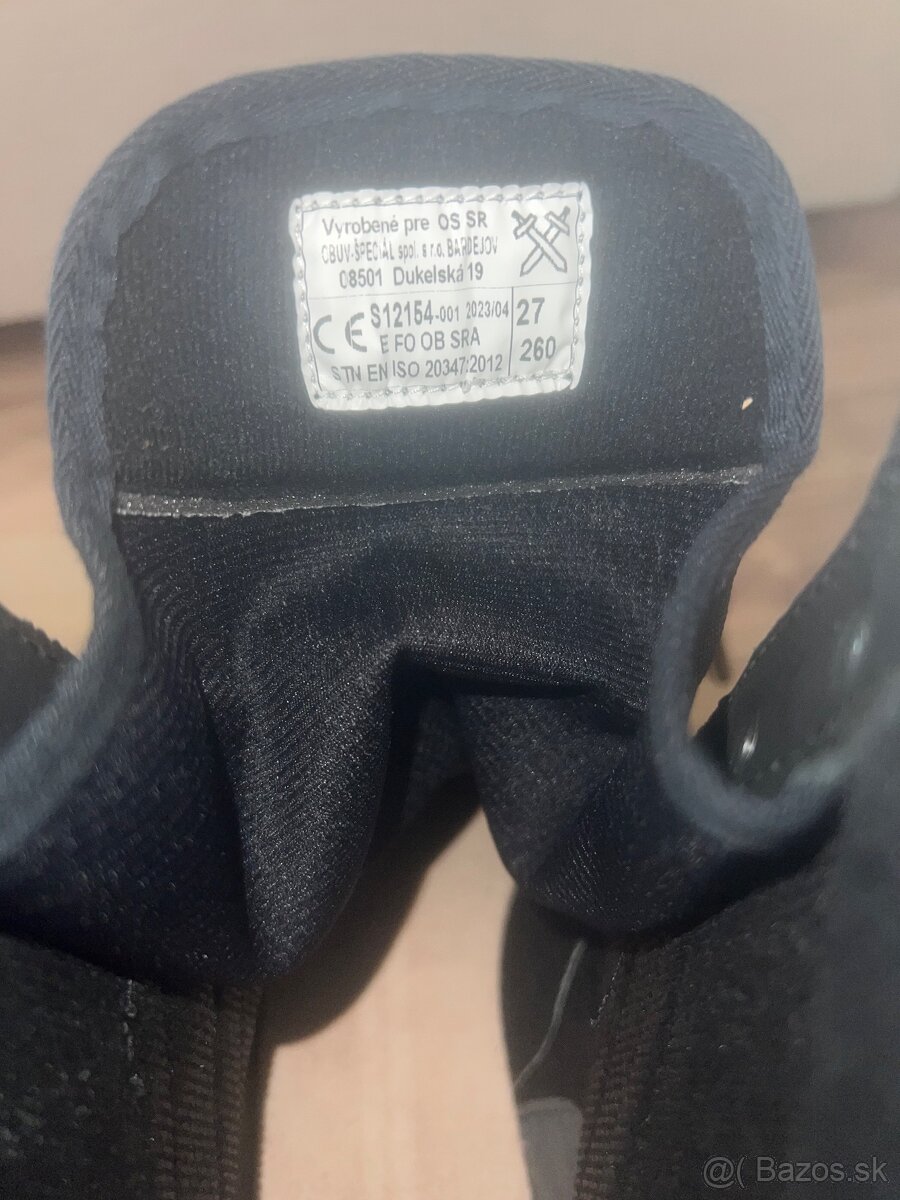 Vyrobené pre OS SR
OBUV-ŠPECIÁL spol. s r.o. BARDEJOV
08501 Dukelská 19
CE S12154-001 2023/04
E FO OB SRA
STN EN ISO 20347:2012
27
260
@( Bazos.sk